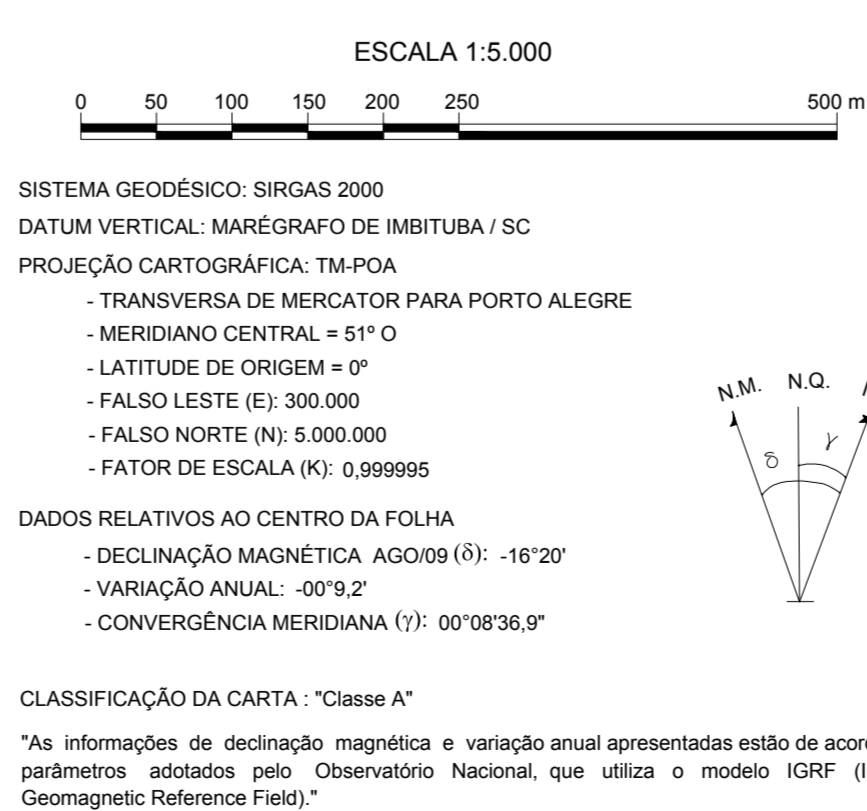 ESCALA 1:5.000
0 50 100 150 200 250 500 m
SISTEMA GEODÉSICO: SIRGAS 2000
DATUM VERTICAL: MARÉGRAFO DE IMBITUBA / SC
PROJEÇÃO CARTOGRÁFICA: TM-POA
- TRANSVERSA DE MERCATOR PARA PORTO ALEGRE
- MERIDIANO CENTRAL = 51º O
- LATITUDE DE ORIGEM = 0º
- FALSO LESTE (E): 300.000
- FALSO NORTE (N): 5.000.000
- FATOR DE ESCALA (K): 0,999995
N.M. N.Q.
δ γ
DADOS RELATIVOS AO CENTRO DA FOLHA
- DECLINAÇÃO MAGNÉTICA AGO/09 (δ): -16°20'
- VARIAÇÃO ANUAL: -00°9,2'
- CONVERGÊNCIA MERIDIANA (γ): 00°08'36,9"
CLASSIFICAÇÃO DA CARTA : "Classe A"
"As informações de declinação magnética e variação anual apresentadas estão de
parâmetros adotados pelo Observatório Nacional, que utiliza o modelo IGRF
Geomagnetic Reference Field)."